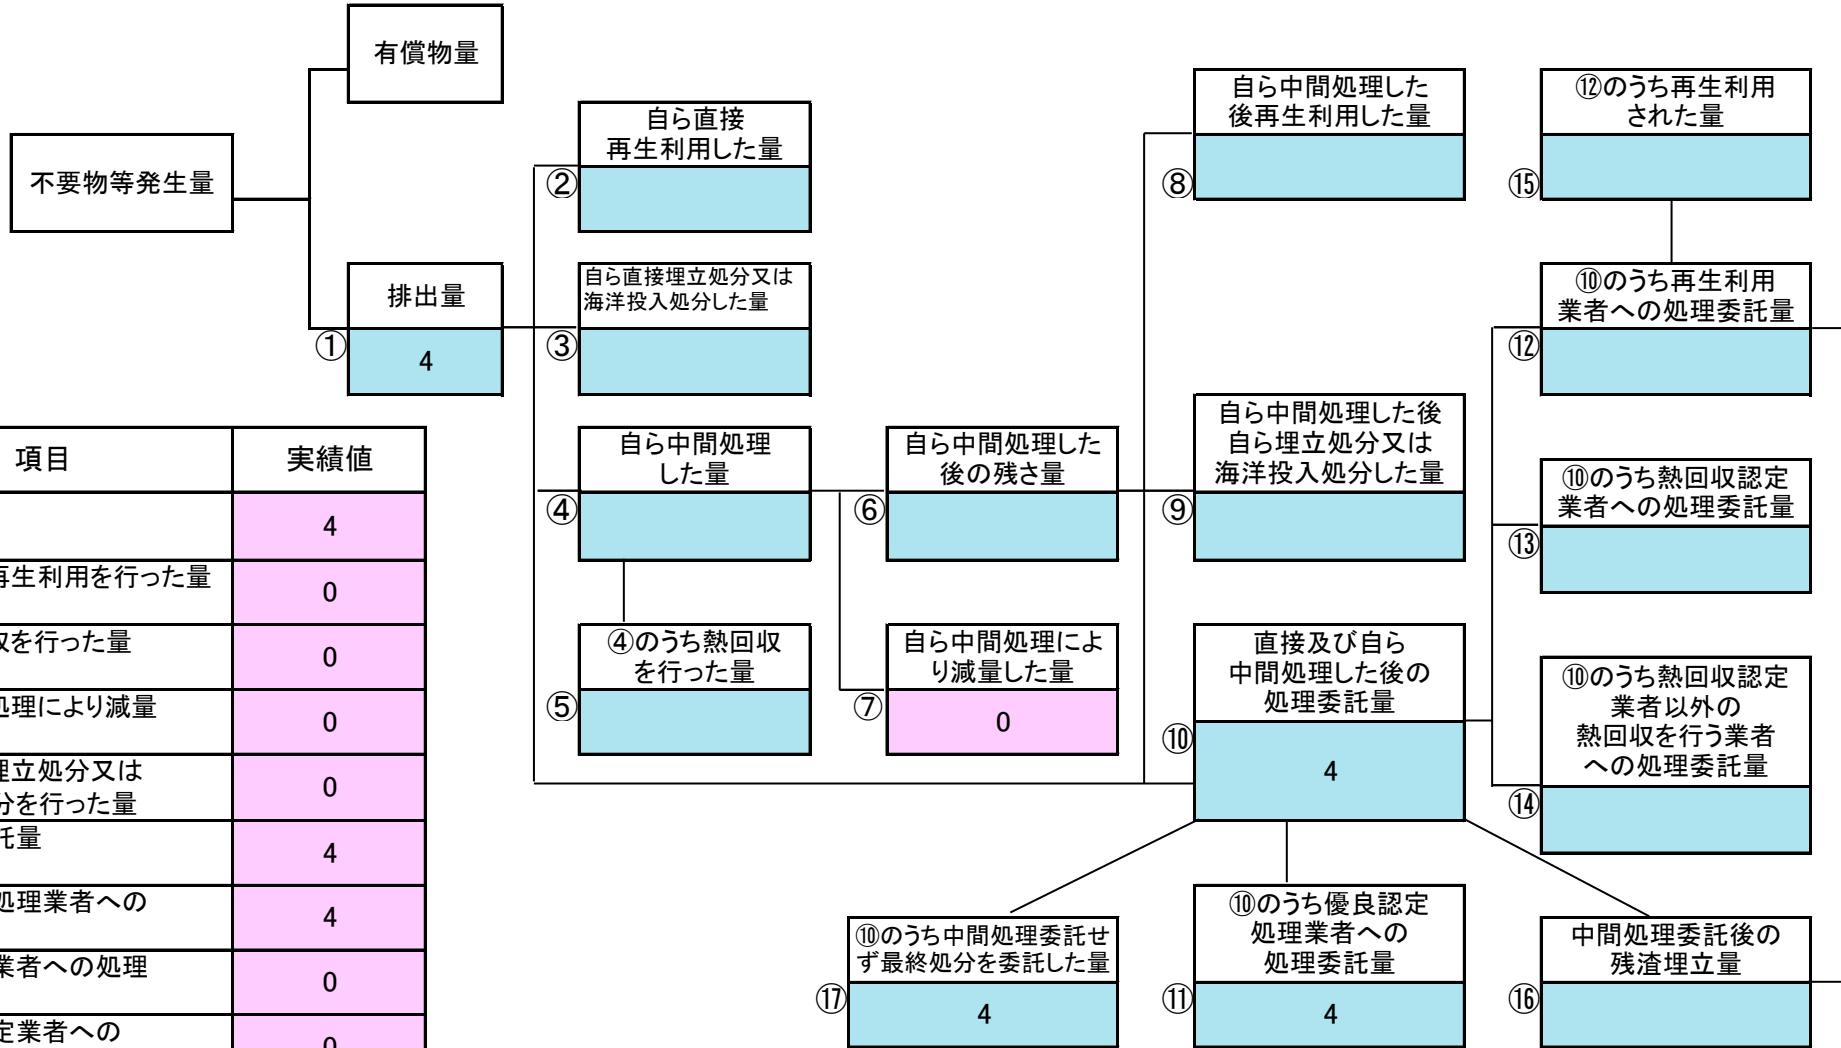 有償物量
不要物等発生量
排出量
①
4
自ら直接
再生利用した量
②
自ら直接埋立処分又は
海洋投入処分した量
③
自ら中間処理
した量
④
④のうち熱回収
を行った量
⑤
自ら中間処理した
後の残さ量
⑥
自ら中間処理によ
り減量した量
⑦
0
自ら中間処理した
後再生利用した量
⑧
自ら中間処理した後
自ら埋立処分又は
海洋投入処分した量
⑨
直接及び自ら
中間処理した後の
処理委託量
⑩
4
⑫のうち再生利用
された量
⑮
⑩のうち再生利用
業者への処理委託量
⑫
⑩のうち熱回収認定
業者への処理委託量
⑬
⑩のうち熱回収認定
業者以外の
熱回収を行う業者
への処理委託量
⑭
⑩のうち中間処理委託せ
ず最終処分を委託した量
⑰
4
⑩のうち優良認定
処理業者への
処理委託量
⑪
4
中間処理委託後の
残渣埋立量
⑯
項目 実績値
4
再生利用を行った量 0
を行った量 0
処理により減量 0
埋立処分又は
分を行った量 0
託量 4
処理業者への 4
業者への処理 0
定業者への 0